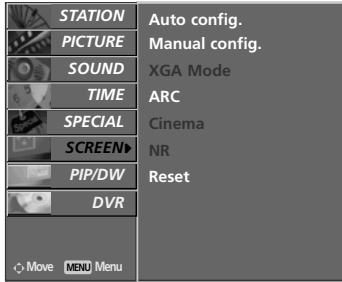 STATION
PICTURE
SOUND
TIME
SPECIAL
SCREEN
PIP/DW
DVR
Auto config.
Manual config.
XGA Mode
ARC
Cinema
NR
Reset
Move MENU Menu